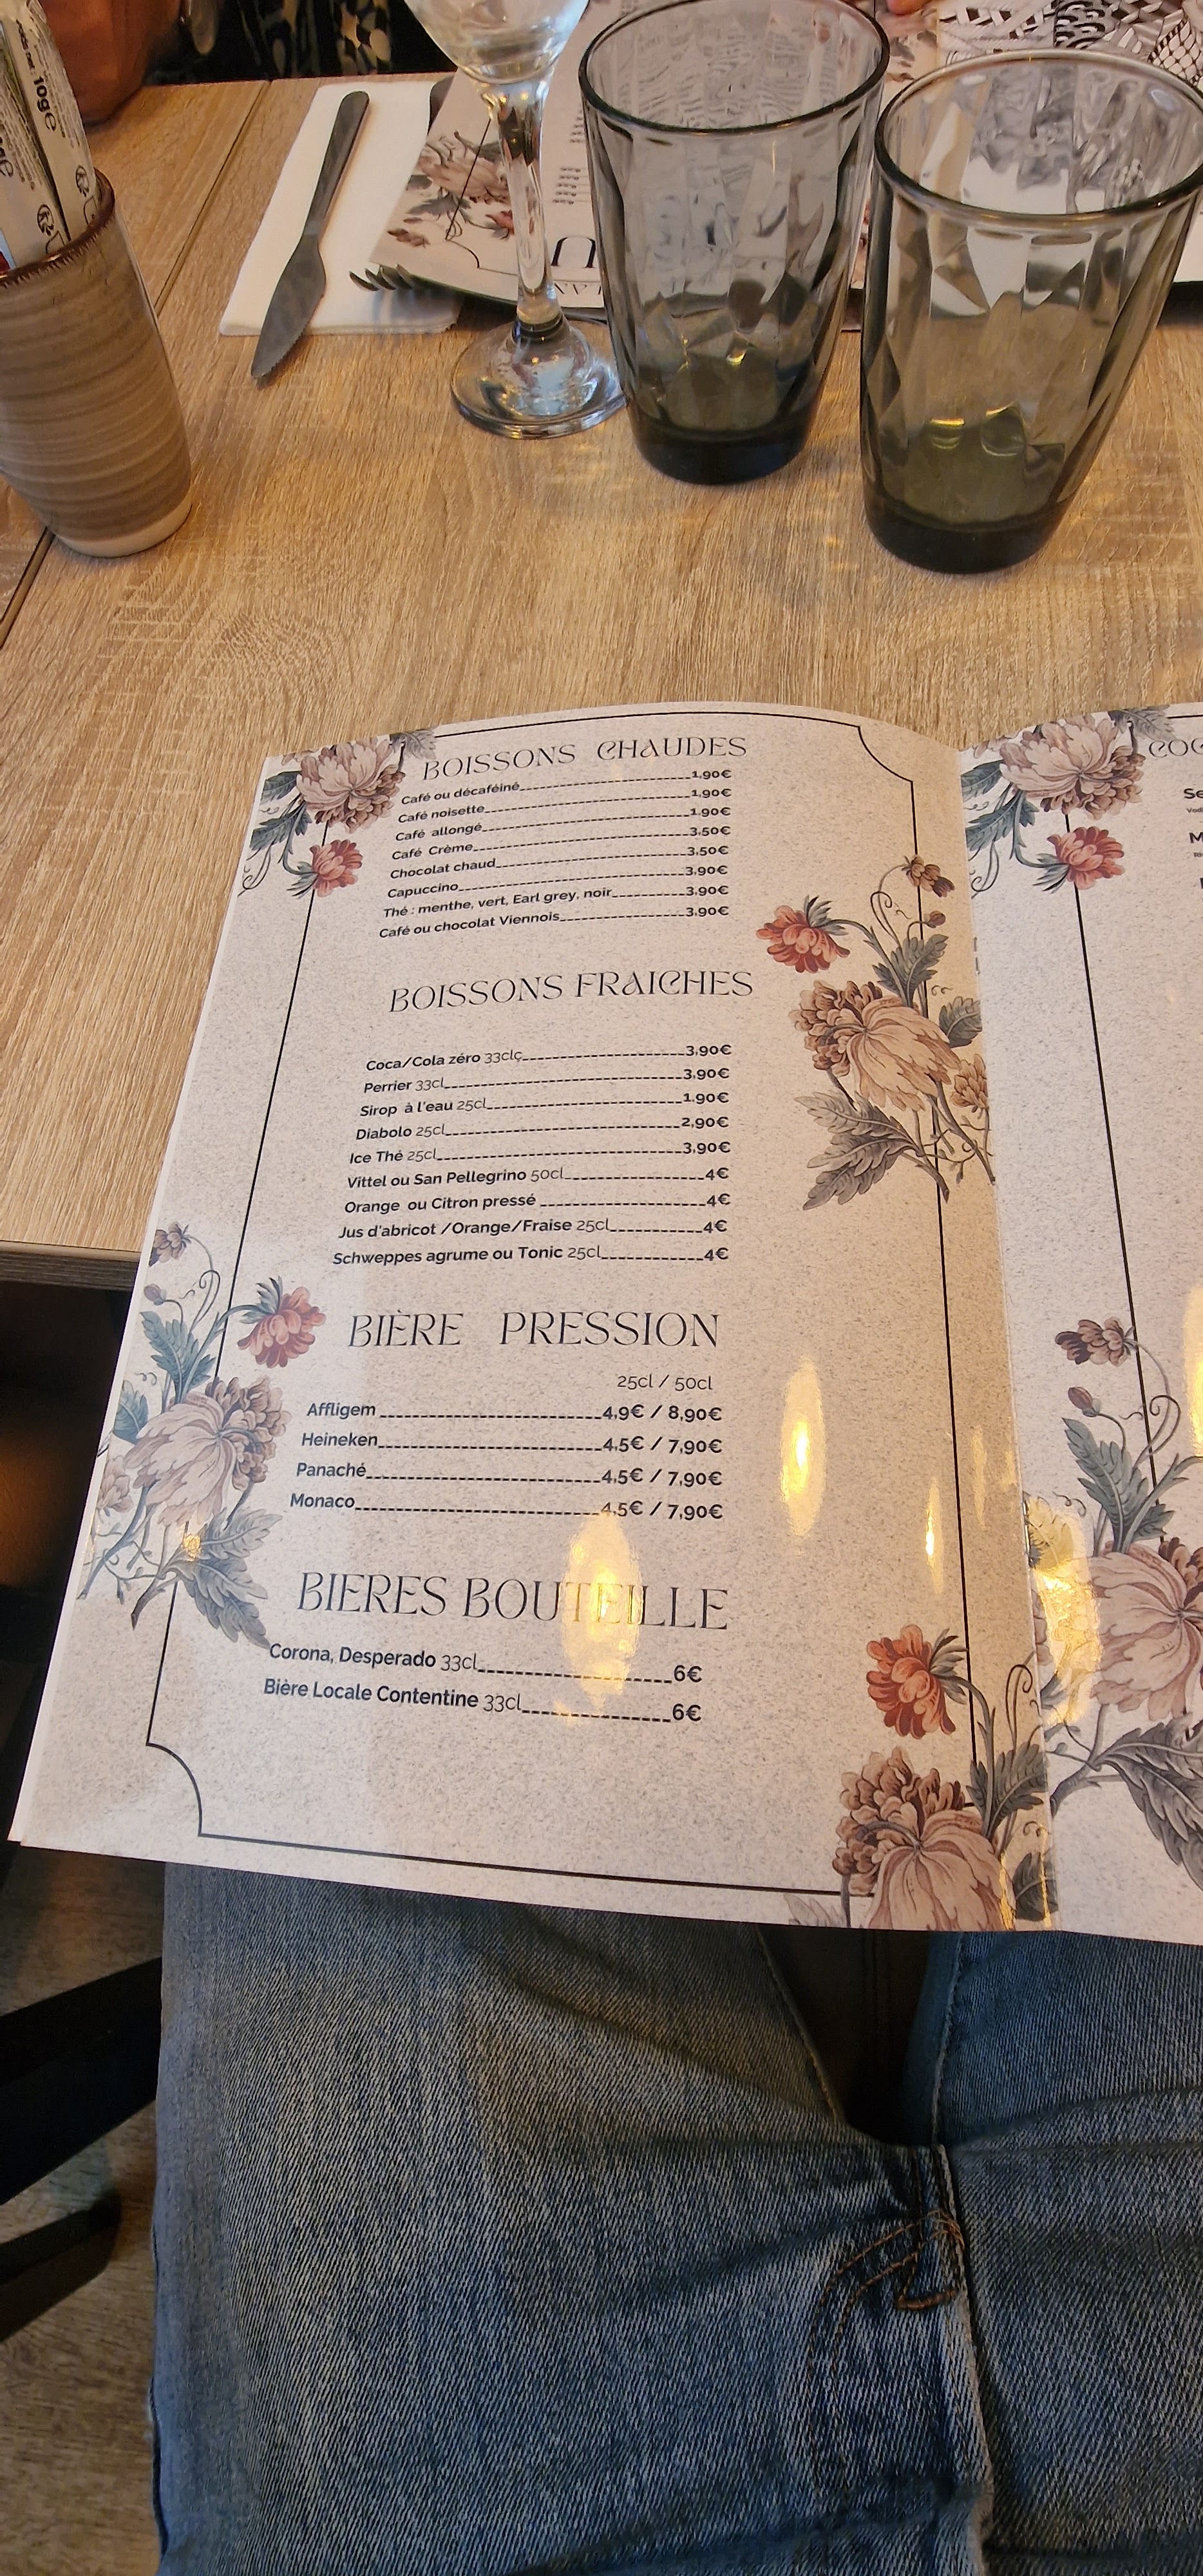 BOISSONS CHAUDES
Café ou décaféiné 1,90€
Café noisette 1,90€
Café allongé 1,90€
Café Crème 3,50€
Chocolat chaud 3,50€
Capuccino 3,90€
Thé : menthe, vert, Earl grey, noir 3,90€
Café ou chocolat Viennois 3,90€
BOISSONS FRAICHES
Coca/Cola zéro 33clç 3,90€
Perrier 33cl 3,90€
Sirop à l'eau 25cl 1,90€
Diabolo 25cl 2,90€
Ice Thé 25cl 3,90€
Vittel ou San Pellegrino 50cl 4€
Orange ou Citron pressé 4€
Jus d'abricot /Orange/Fraise 25cl 4€
Schweppes agrume ou Tonic 25cl 4€
BIÈRE PRESSION
25cl / 50cl
Affligem 4,9€ / 8,90€
Heineken 4,5€ / 7,90€
Panaché 4,5€ / 7,90€
Monaco 4,5€ / 7,90€
BIERES BOUTEILLE
Corona, Desperado 33cl 6€
Bière Locale Contentine 33cl 6€